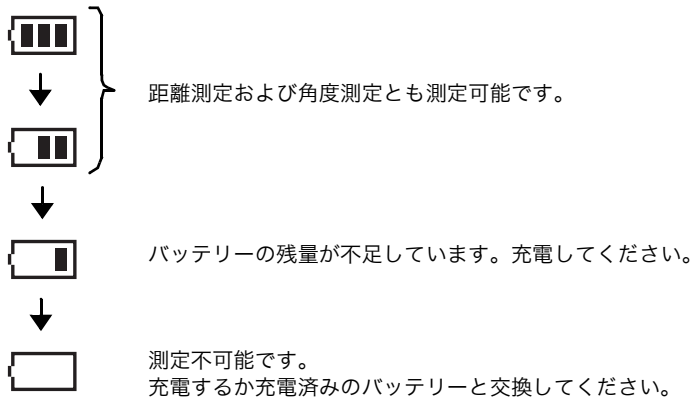 距離測定および角度測定とも測定可能です。
バッテリーの残量が不足しています。充電してください。
測定不可能です。
充電するか充電済みのバッテリーと交換してください。